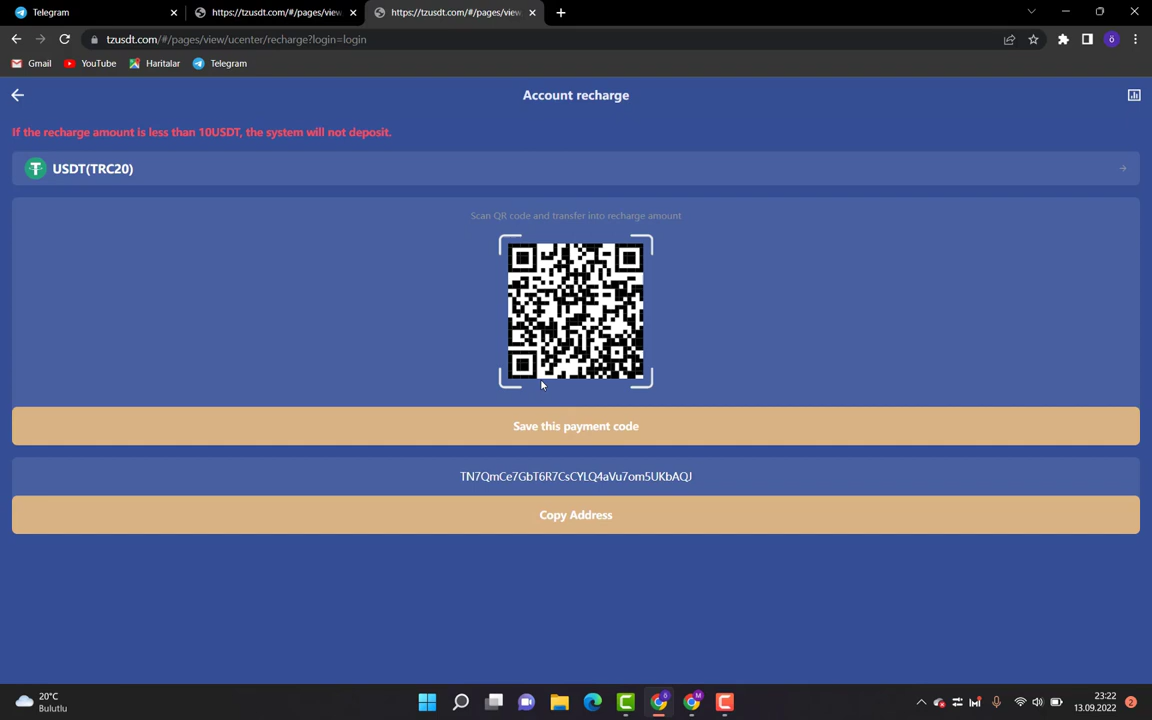 Telegram
https://tzusdt.com/#/pages/view
https://tzusdt.com/#/pages/view
tzusdt.com/#/pages/view/ucenter/recharge?login=login
ö
Gmail
YouTube
Haritalar
Telegram
Account recharge
If the recharge amount is less than 10USDT, the system will not deposit.
USDT(TRC20)
Scan QR code and transfer into recharge amount
Save this payment code
TN7QmCe7GbT6R7CsCYLQ4aVu7om5UKbAQJ
Copy Address
20°C
Bulutlu
23:22
13.09.2022
2